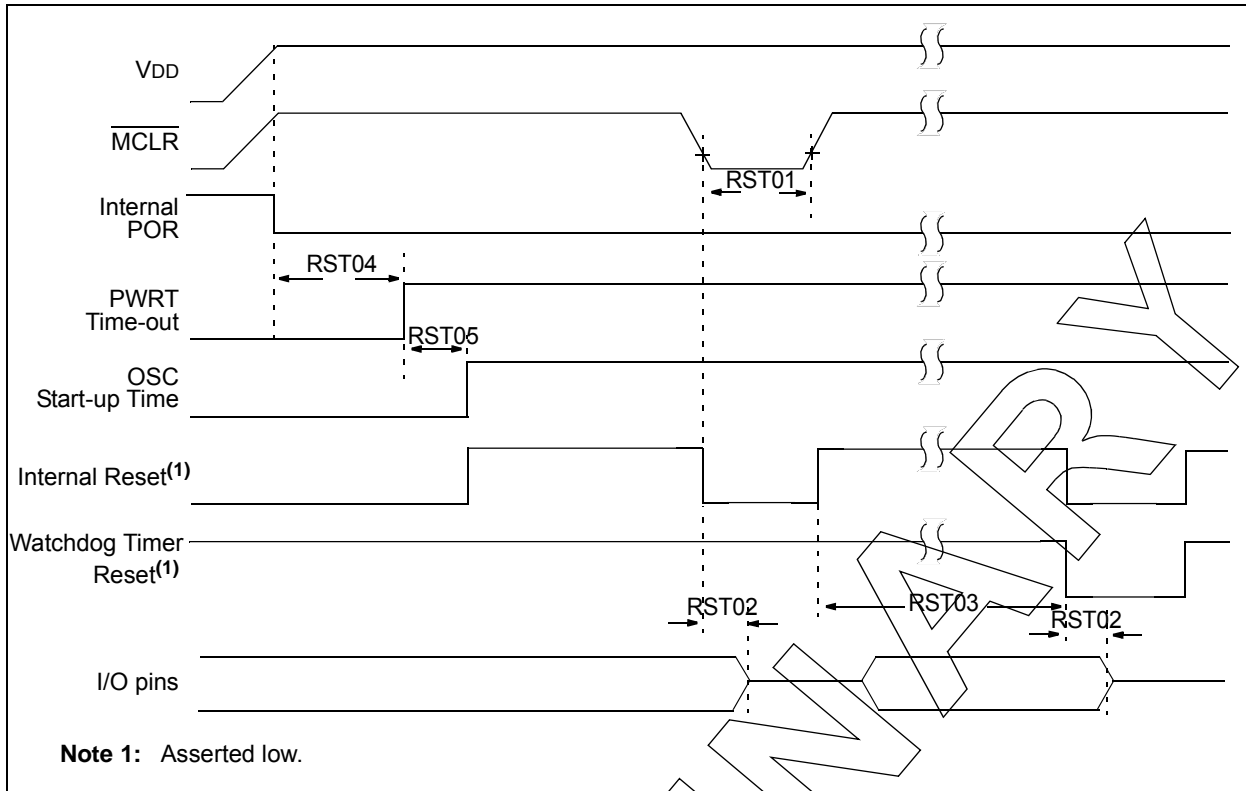 VDD
MCLR
RST01
Internal
POR
RST04
PWRT
Time-out
RST05
OSC
Start-up Time
Internal Reset(1)
Watchdog Timer
Reset(1)
RST02
RST03
RST02
I/O pins
Note 1: Asserted low.
N A R Y